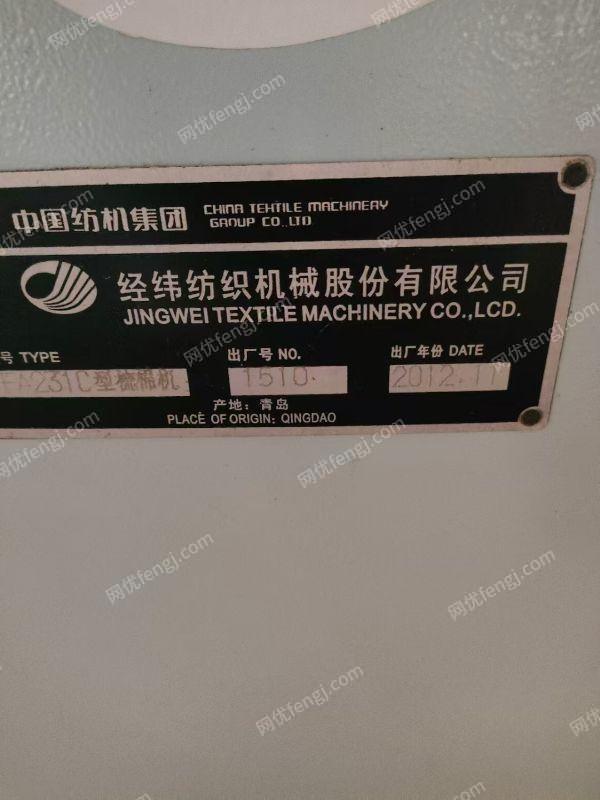 中国纺机集团 CHINA TEXTILE MACHINERY GROUP CO.,LTD
经纬纺织机械股份有限公司
JINGWEI TEXTILE MACHINERY CO.,LCD.
号 TYPE 出厂号 NO. 出厂年份 DATE
FA231C型梳棉机 1510. 2012.11
产地: 青岛
PLACE OF ORIGIN: QINGDAO
网优fengj.com